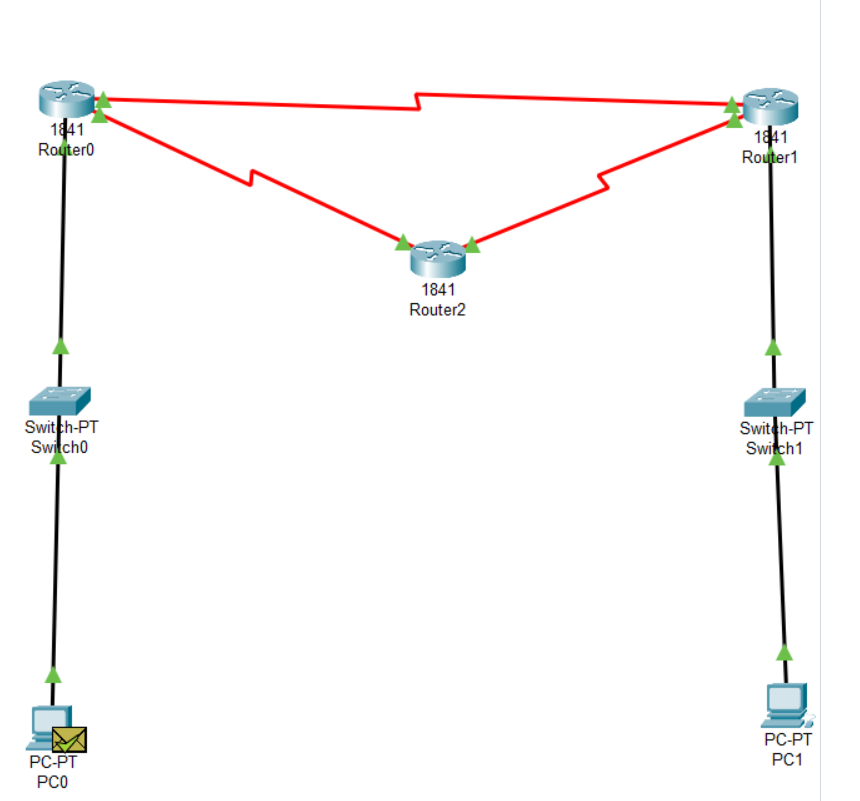 1841
Router0
1841
Router1
1841
Router2
Switch-PT
Switch0
Switch-PT
Switch1
PC-PT
PC0
PC-PT
PC1